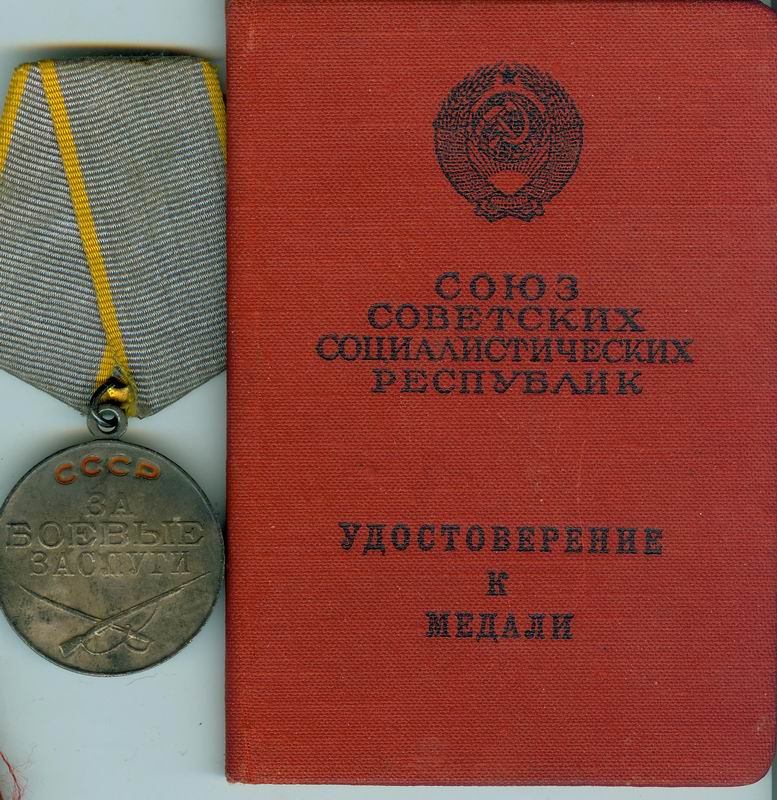 СССР
ЗА
БОЕВЫЕ
ЗАСЛУГИ
СОЮЗ
СОВЕТСКИХ
СОЦИАЛИСТИЧЕСКИХ
РЕСПУБЛИК
УДОСТОВЕРЕНИЕ
К
МЕДАЛИ